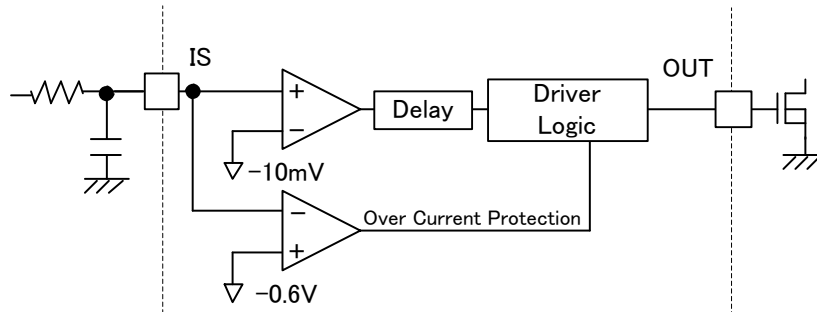 IS
OUT
Delay
Driver
Logic
+
−
−10mV
−
+
Over Current Protection
−0.6V